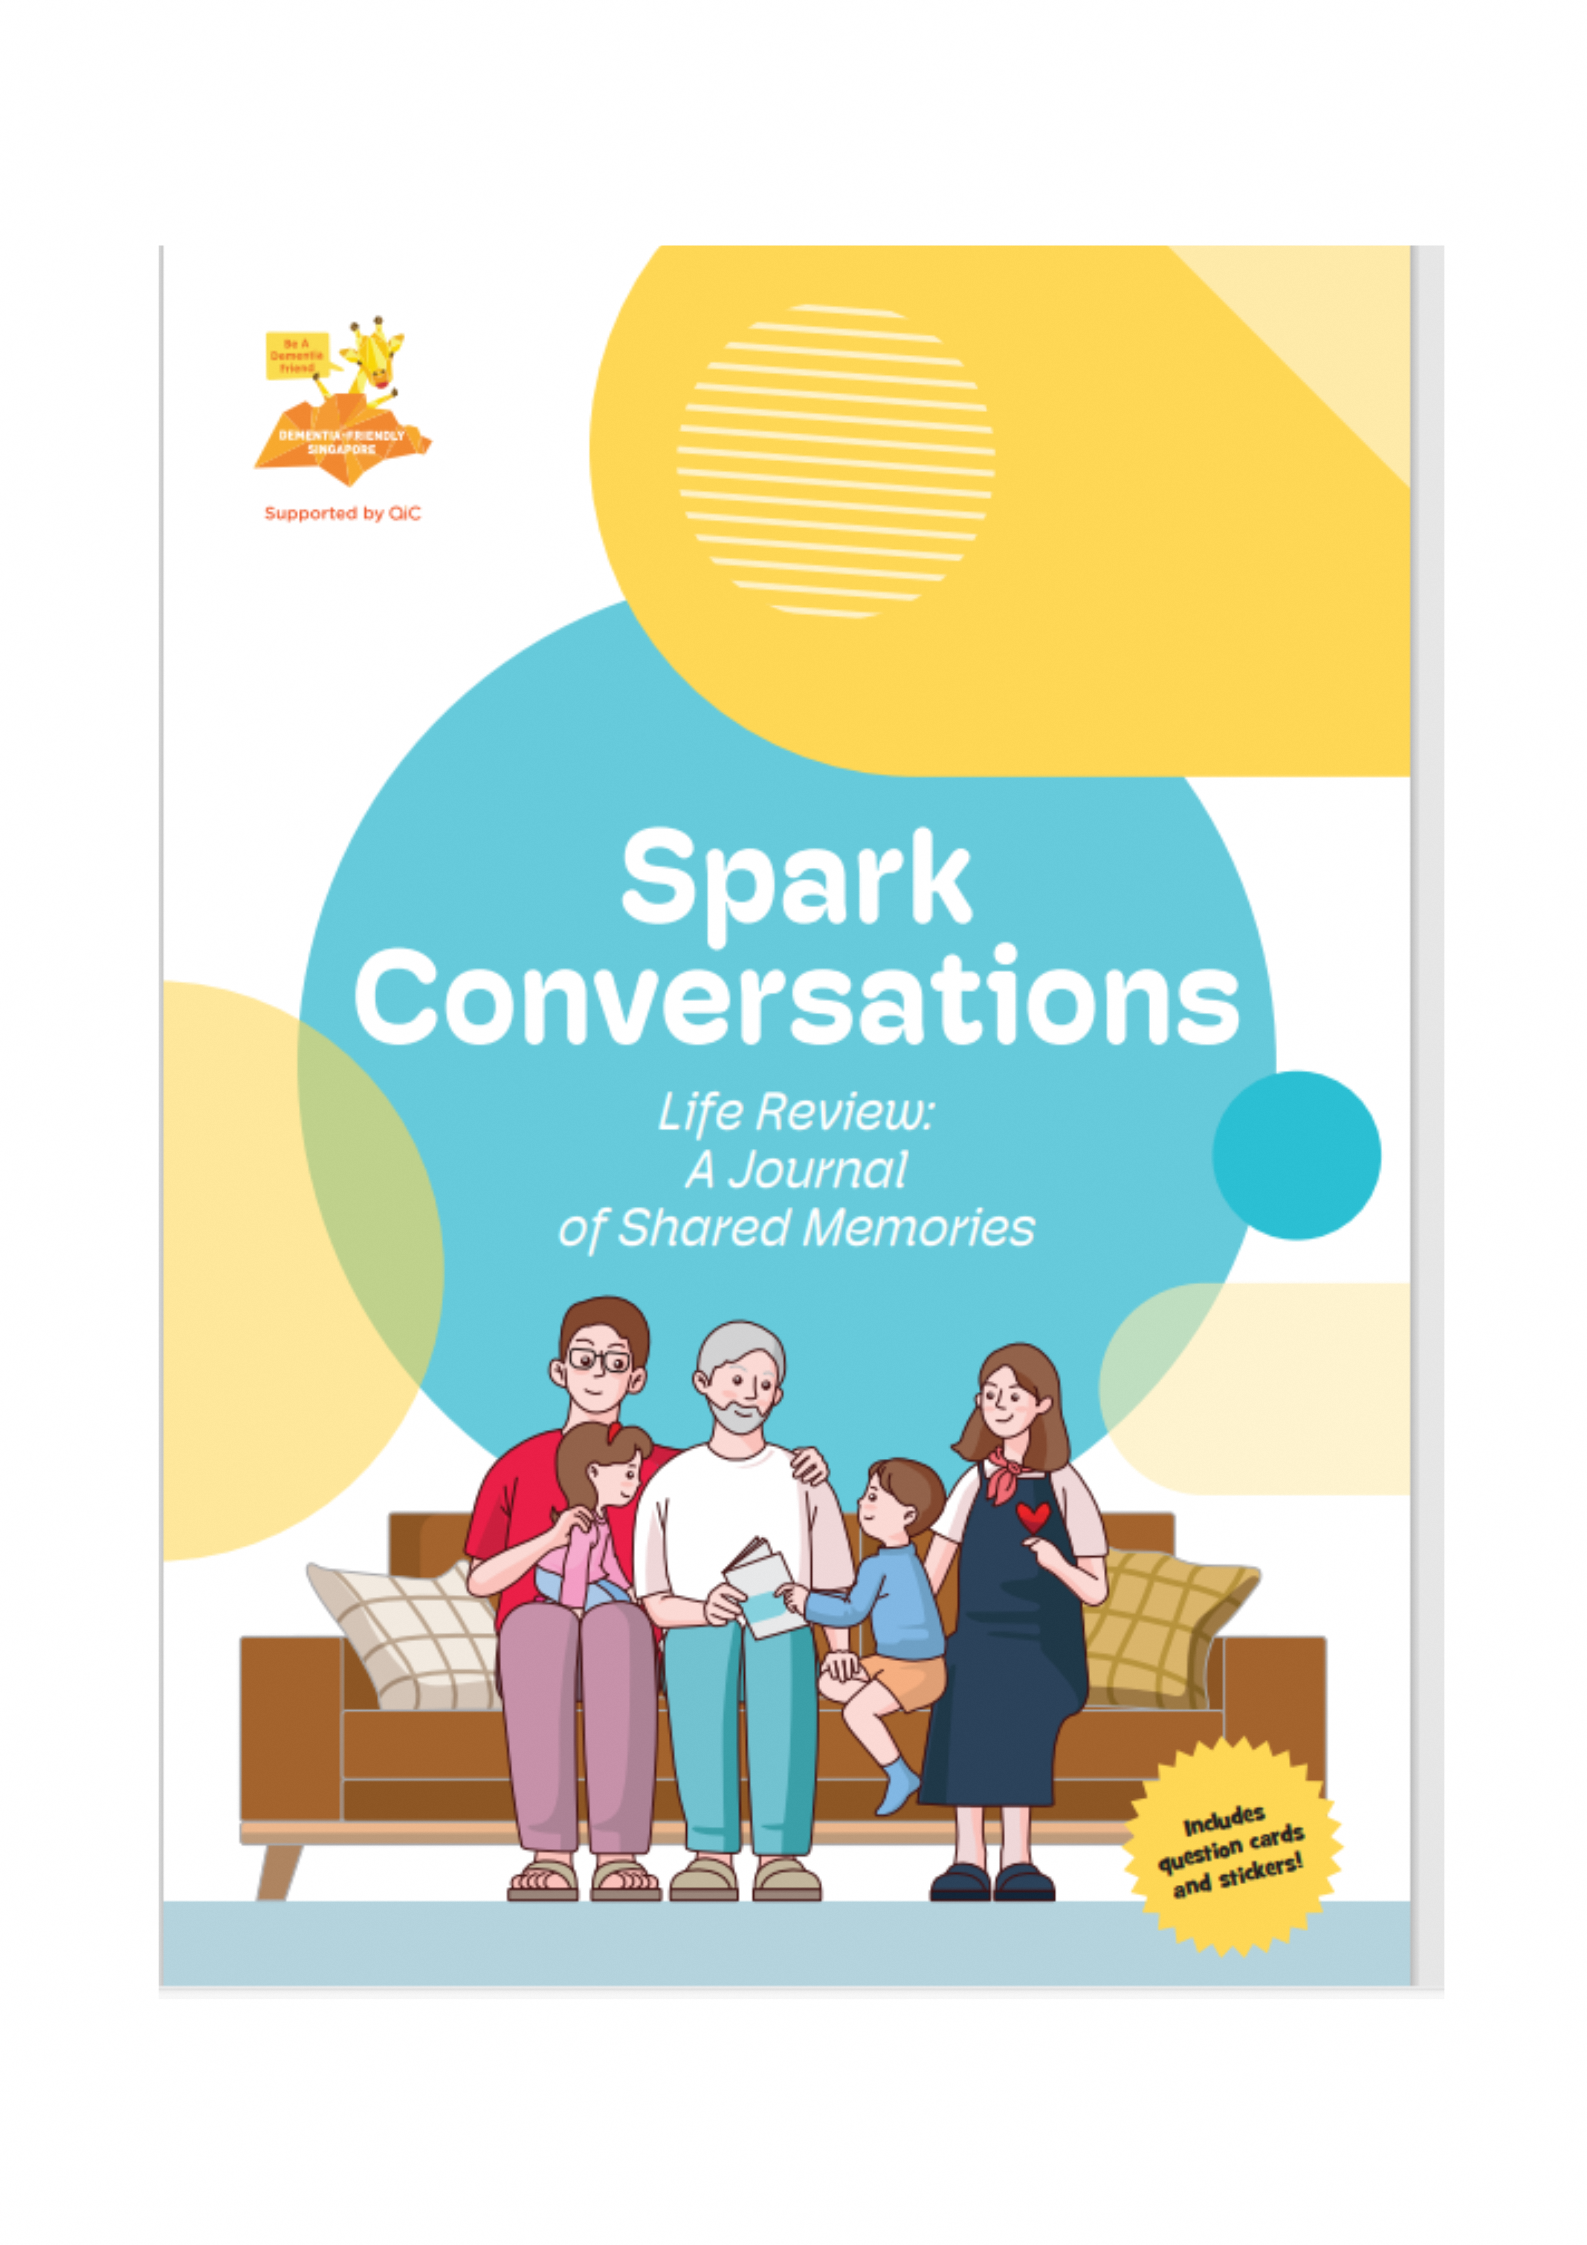 Be A
Dementia
Friend
DEMENTIA-FRIENDLY
SINGAPORE
Supported by AiC
Spark
Conversations
Life Review:
A Journal
of Shared Memories
Includes
question cards
and stickers!